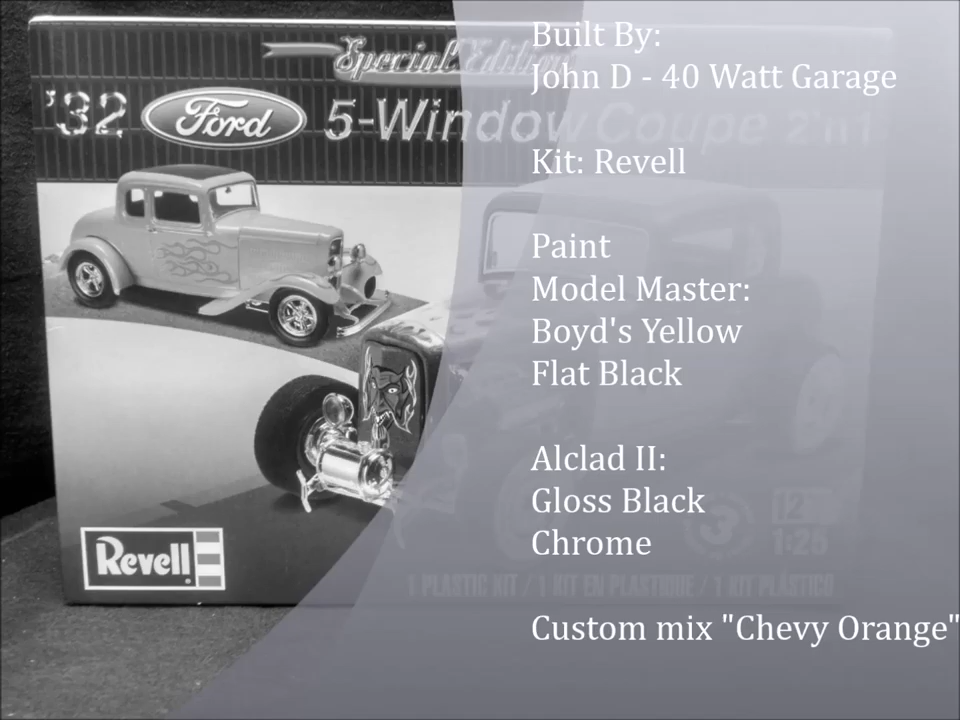 Special Edition
'32 Ford 5-Window Coupe 2'n1
Built By:
John D - 40 Watt Garage
Kit: Revell
Paint
Model Master:
Boyd's Yellow
Flat Black
Alclad II:
Gloss Black
Chrome
Custom mix "Chevy Orange"
Revell
3
12
1:25
1 PLASTIC KIT / 1 KIT EN PLASTIQUE / 1 KIT PLÁSTICO